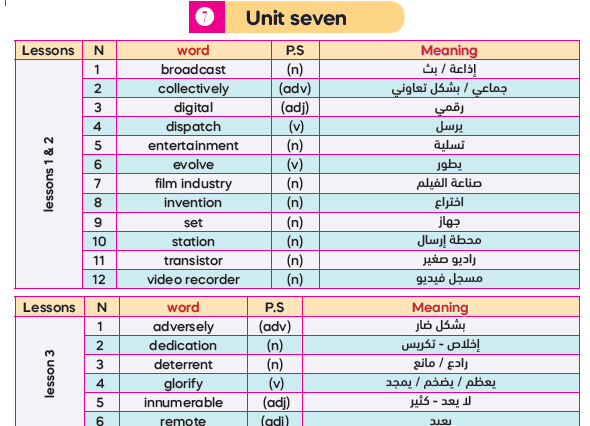 7 Unit seven
Lessons N word P.S Meaning
lessons 1 & 2
1 broadcast (n) إذاعة / بث
2 collectively (adv) جماعي / بشكل تعاوني
3 digital (adj) رقمي
4 dispatch (v) يرسل
5 entertainment (n) تسلية
6 evolve (v) يطور
7 film industry (n) صناعة الفيلم
8 invention (n) اختراع
9 set (n) جهاز
10 station (n) محطة إرسال
11 transistor (n) راديو صغير
12 video recorder (n) مسجل فيديو
Lessons N word P.S Meaning
lesson 3
1 adversely (adv) بشكل ضار
2 dedication (n) إخلاص - تكريس
3 deterrent (n) رادع / مانع
4 glorify (v) يعظم / يضخم / يمجد
5 innumerable (adj) لا يعد - كثير
6 remote (adj) بعيد